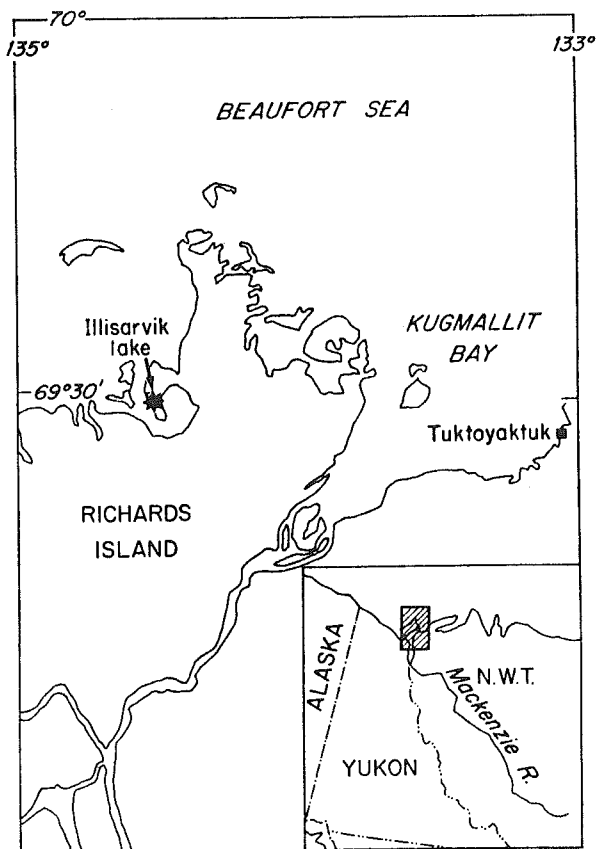 70°
135°
133°
BEAUFORT SEA
Illisarvik
lake
KUGMALLIT
BAY
69°30'
Tuktoyaktuk
RICHARDS
ISLAND
ALASKA
N.W.T.
Mackenzie R.
YUKON